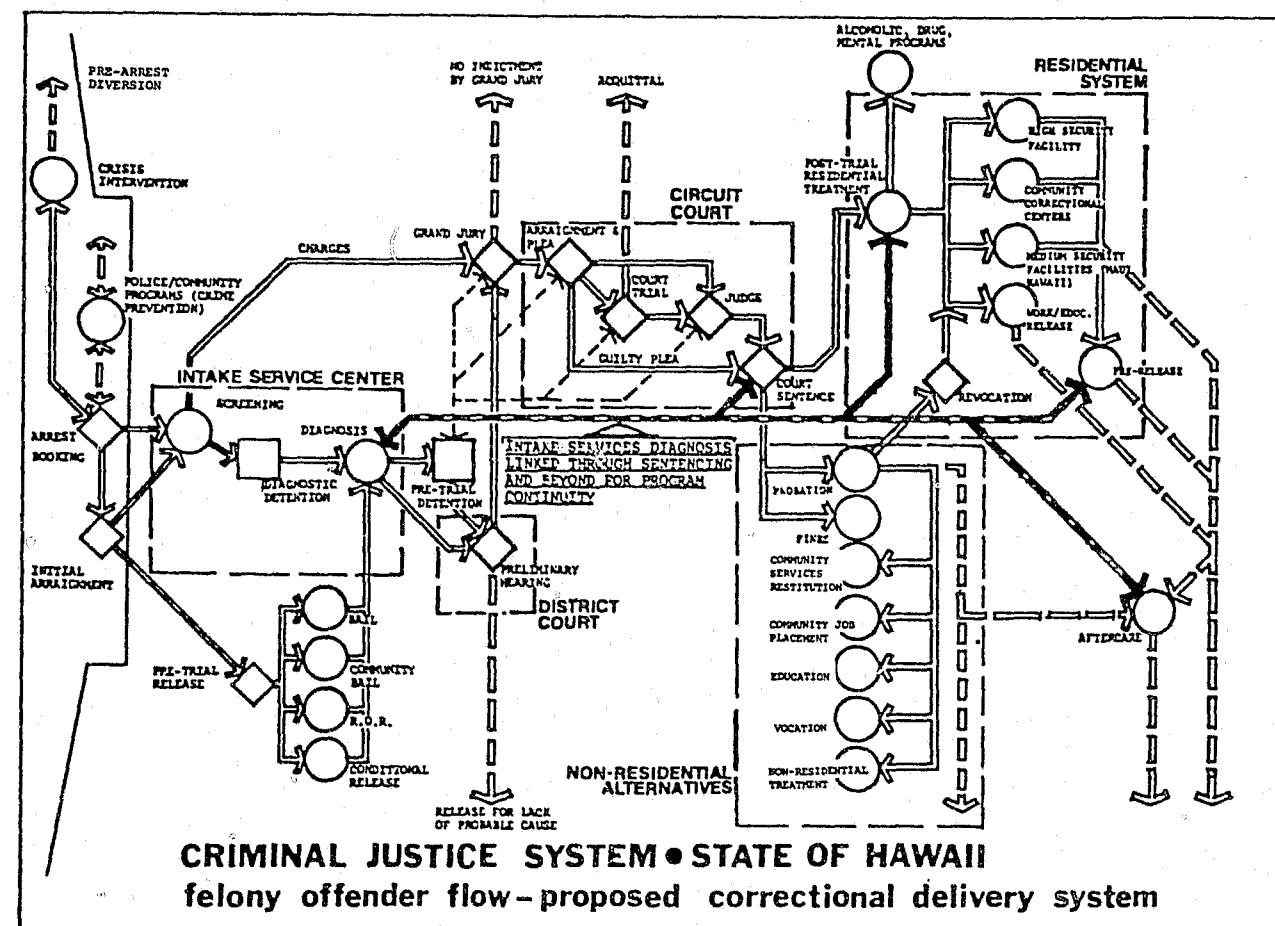 PRE-ARREST
DIVERSION
CRISIS
INTERVENTION
POLICE/COMMUNITY
PROGRAMS (CRIME
PREVENTION)
ARREST
BOOKING
INITIAL
ARRAIGNMENT
CHARGES
INTAKE SERVICE CENTER
SCREENING
DIAGNOSTIC
DETENTION
DIAGNOSIS
PRE-TRIAL
DETENTION
PRE-TRIAL
RELEASE
BAIL
COMMUNITY
BAIL
R.O.R.
CONDITIONAL
RELEASE
NO INDICTMENT
BY GRAND JURY
GRAND JURY
ACQUITTAL
CIRCUIT
COURT
ARRAIGNMENT &
PLEA
COURT
TRIAL
JUDGE
GUILTY PLEA
COURT
SENTENCE
INTAKE SERVICES DIAGNOSIS
LINKED THROUGH SENTENCING
AND BEYOND FOR PROGRAM
CONTINUITY
PRELIMINARY
HEARING
DISTRICT
COURT
RELEASE FOR LACK
OF PROBABLE CAUSE
ALCOHOLIC, DRUG,
MENTAL PROGRAMS
RESIDENTIAL
SYSTEM
POST-TRIAL
RESIDENTIAL
TREATMENT
HIGH SECURITY
FACILITY
COMMUNITY
CORRECTIONAL
CENTERS
MEDIUM SECURITY
FACILITIES (MAUI
HAWAII)
WORK/EDUC.
RELEASE
PRE-RELEASE
REVOCATION
PROBATION
FINES
COMMUNITY
SERVICES
RESTITUTION
COMMUNITY JOB
PLACEMENT
EDUCATION
VOCATION
NON-RESIDENTIAL
TREATMENT
NON-RESIDENTIAL
ALTERNATIVES
AFTERCARE
CRIMINAL JUSTICE SYSTEM • STATE OF HAWAII
felony offender flow – proposed correctional delivery system